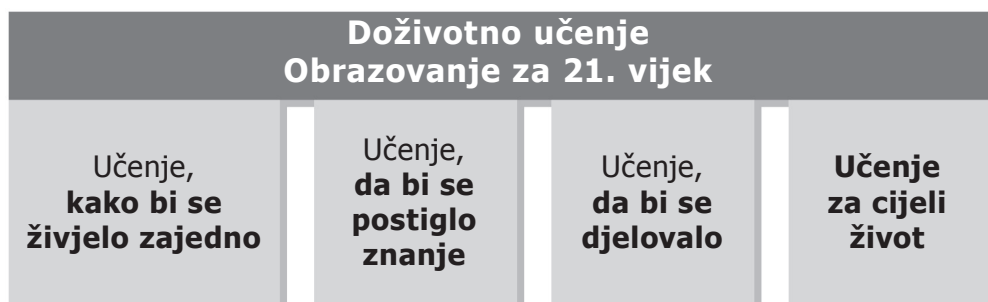 Doživotno učenje
Obrazovanje za 21. vijek
Učenje,
kako bi se
živjelo zajedno
Učenje,
da bi se
postiglo
znanje
Učenje,
da bi se
djelovalo
Učenje
za cijeli
život